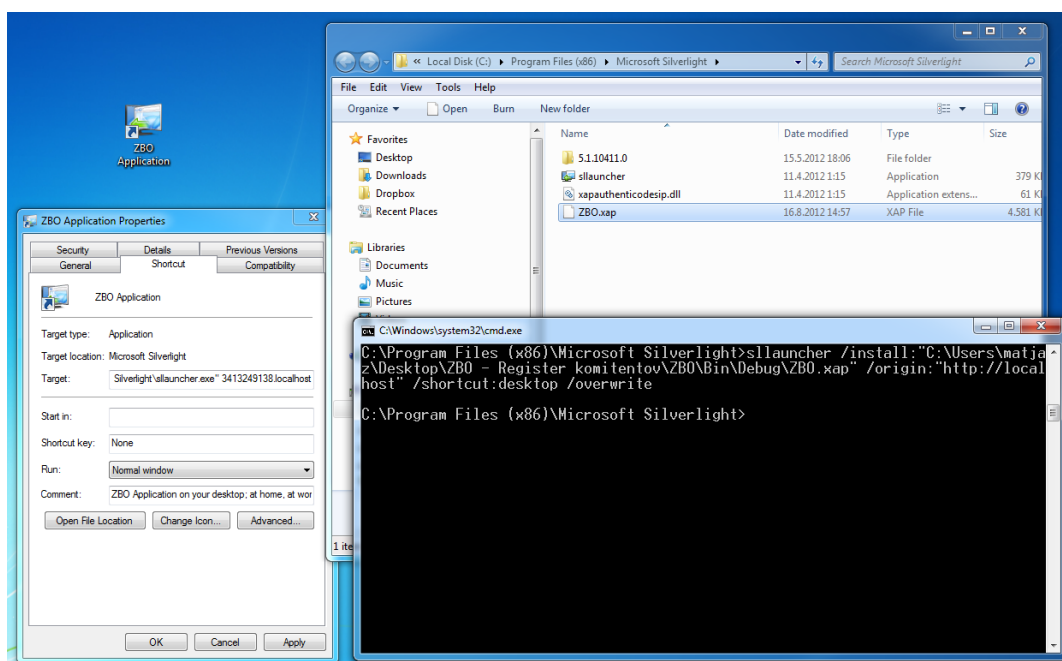 ZBO
Application
« Local Disk (C:) ▸ Program Files (x86) ▸ Microsoft Silverlight ▸
Search Microsoft Silverlight
File Edit View Tools Help
Organize Open Burn New folder
Favorites
Desktop
Downloads
Dropbox
Recent Places
Libraries
Documents
Music
Pictures
Name Date modified Type Size
5.1.10411.0 15.5.2012 18:06 File folder
sllauncher 11.4.2012 1:15 Application 379 K
xapauthenticodesip.dll 11.4.2012 1:15 Application extens... 61 K
ZBO.xap 16.8.2012 14:57 XAP File 4.581 K
1 ite
ZBO Application Properties
Security Details Previous Versions
General Shortcut Compatibility
ZBO Application
Target type: Application
Target location: Microsoft Silverlight
Target: Silverlight\sllauncher.exe" 3413249138.localhost
Start in:
Shortcut key: None
Run: Normal window
Comment: ZBO Application on your desktop; at home, at wor
Open File Location Change Icon... Advanced...
OK Cancel Apply
C:\Windows\system32\cmd.exe
C:\Program Files (x86)\Microsoft Silverlight>sllauncher /install:"C:\Users\matja
z\Desktop\ZBO - Register komitentov\ZBO\Bin\Debug\ZBO.xap" /origin:"http://local
host" /shortcut:desktop /overwrite
C:\Program Files (x86)\Microsoft Silverlight>